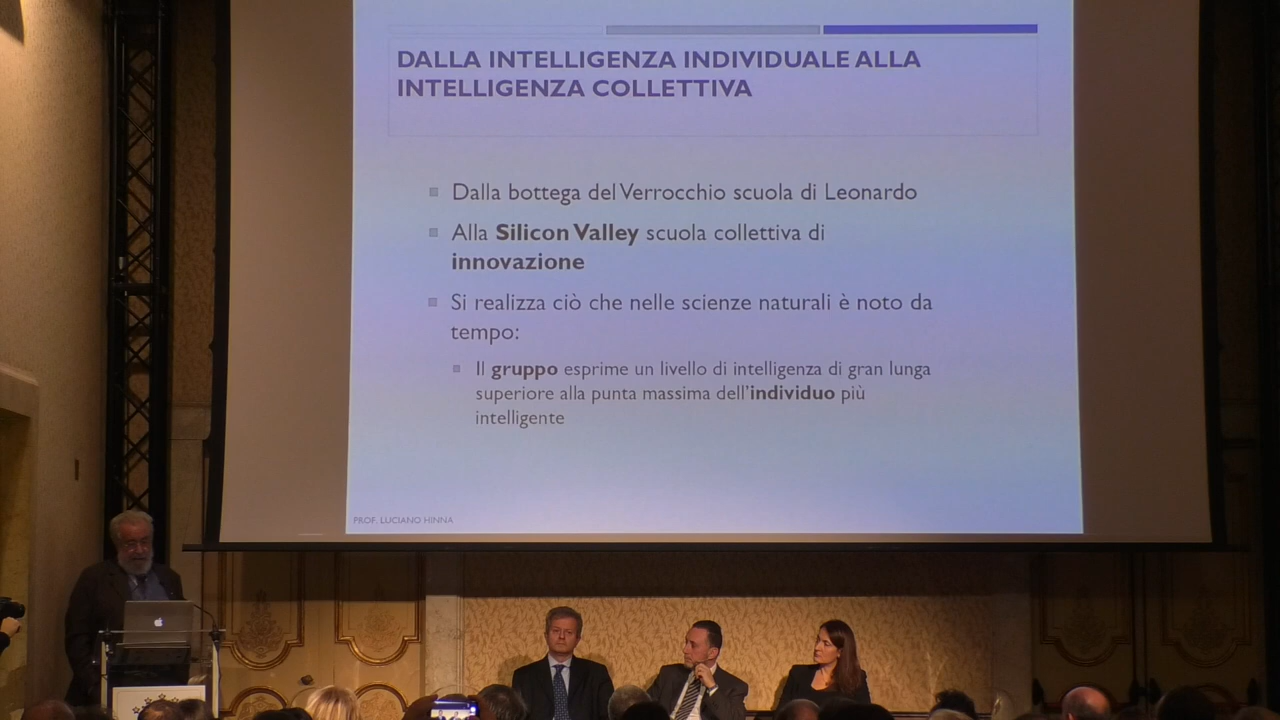 DALLA INTELLIGENZA INDIVIDUALE ALLA
INTELLIGENZA COLLETTIVA
Dalla bottega del Verrocchio scuola di Leonardo
Alla Silicon Valley scuola collettiva di
innovazione
Si realizza ciò che nelle scienze naturali è noto da
tempo:
Il gruppo esprime un livello di intelligenza di gran lunga
superiore alla punta massima dell'individuo più
intelligente
PROF. LUCIANO HINNA